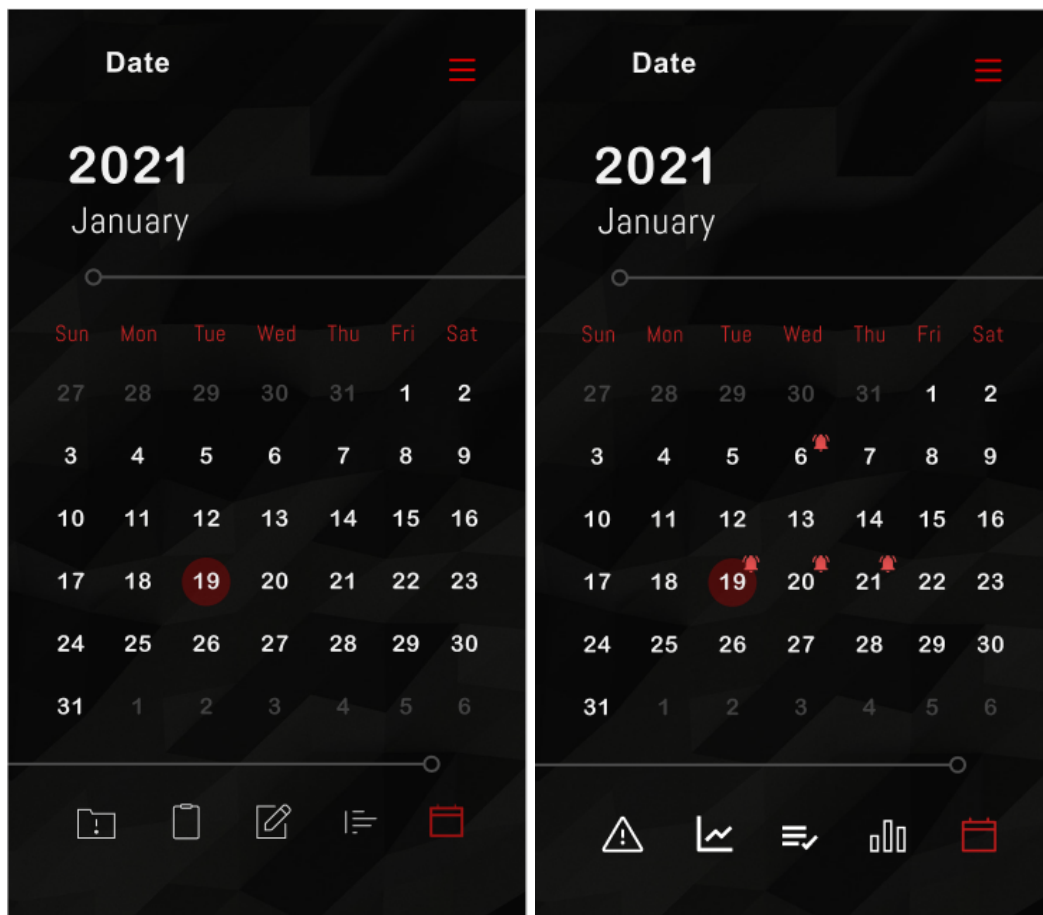 Date
2021
January
Sun Mon Tue Wed Thu Fri Sat
27 28 29 30 31 1 2
3 4 5 6 7 8 9
10 11 12 13 14 15 16
17 18 19 20 21 22 23
24 25 26 27 28 29 30
31 1 2 3 4 5 6
Date
2021
January
Sun Mon Tue Wed Thu Fri Sat
27 28 29 30 31 1 2
3 4 5 6 7 8 9
10 11 12 13 14 15 16
17 18 19 20 21 22 23
24 25 26 27 28 29 30
31 1 2 3 4 5 6